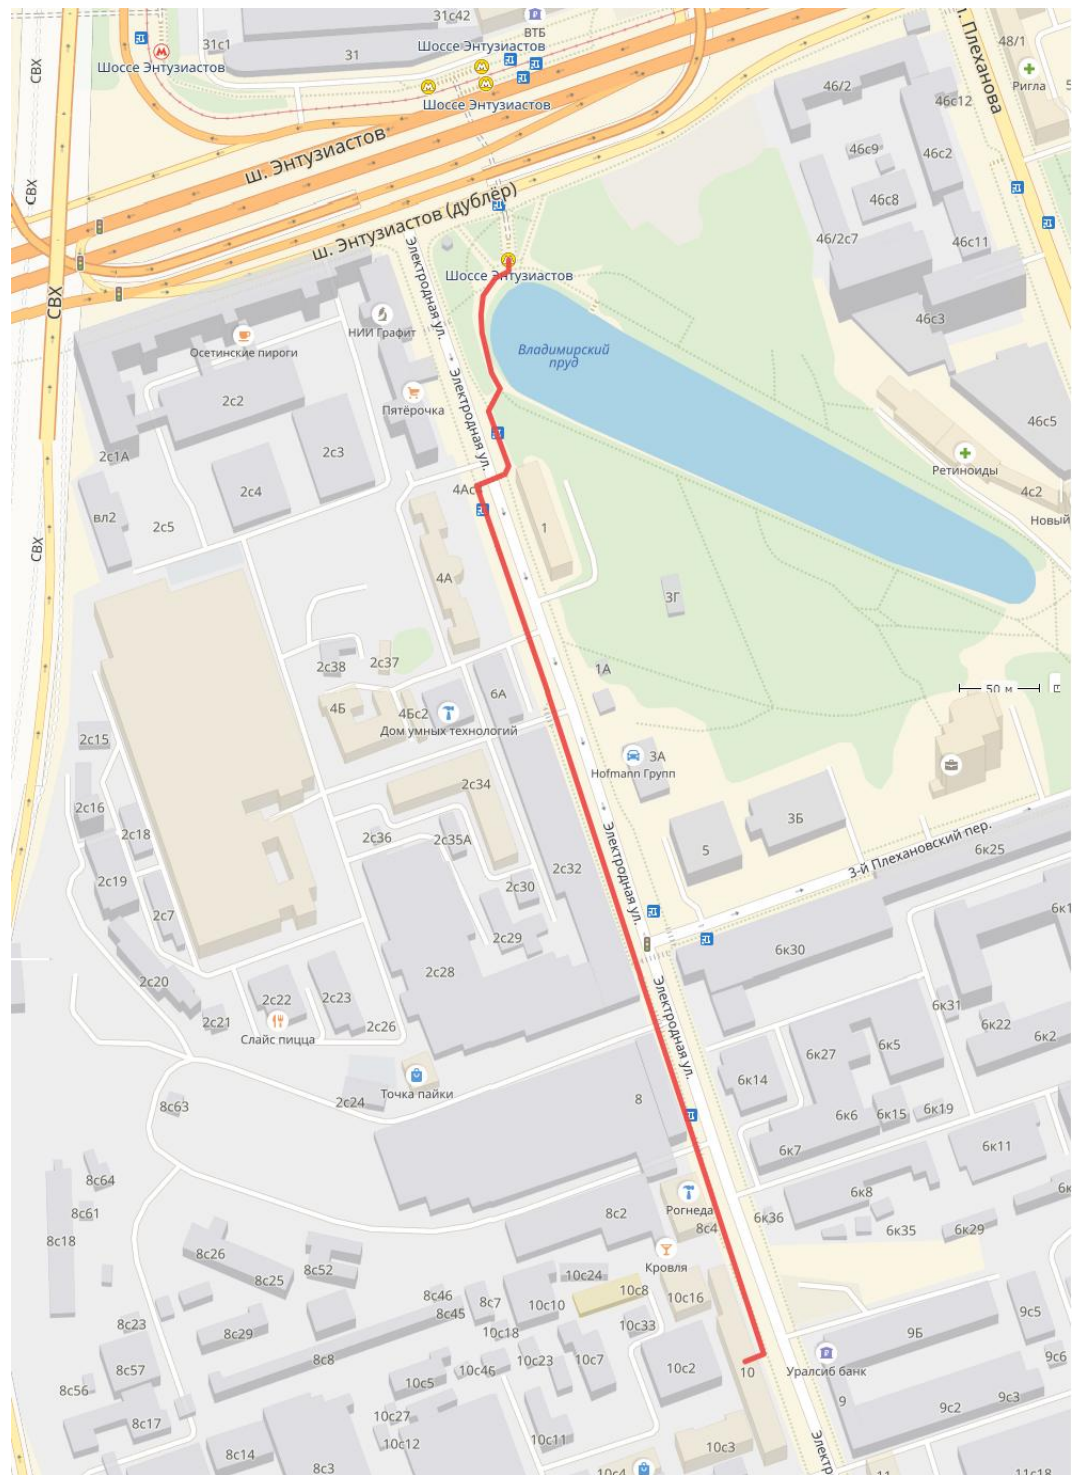 31с42
ВТБ
31с1
31
Шоссе Энтузиастов
Шоссе Энтузиастов
Шоссе Энтузиастов
48/1
Ригла
л. Плеханова
46/2
46с12
46с9
46с2
46с8
46/2с7
46с11
46с3
46с5
СВХ
СВХ
ш. Энтузиастов
ш. Энтузиастов (дублёр)
Электродная ул.
Шоссе Энтузиастов
СВХ
НИИ Графит
Осетинские пироги
Владимирский
пруд
Электродная ул.
Пятёрочка
2с2
2с1А
2с3
2с4
вл2
2с5
4Ас
1
Ретиноиды
4с2
Новый
СВХ
4А
3Г
2с38
2с37
1А
6А
4Б
4Бс2
Дом умных технологий
50 м
2с15
3А
Hofmann Групп
2с34
2с16
2с18
2с36
2с35А
3Б
5
3-й Плехановский пер.
6к25
Электродная ул.
2с32
2с19
2с30
2с7
2с29
6к1
6к30
2с28
2с20
2с22
2с23
2с21
2с26
Слайс пицца
Электродная ул.
6к31
6к22
6к2
6к5
6к27
6к14
Точка пайки
2с24
8с63
8
6к6
6к15
6к19
6к7
6к11
8с64
8с61
8с18
Рогнеда
8с2
8с4
6к8
6к
6к36
6к35
6к29
8с26
8с25
8с52
Кровля
10с24
10с8
10с16
8с46
8с45
8с7
10с10
10с33
10с18
8с23
8с29
9с5
9Б
8с57
8с8
10с23
10с7
10с2
9с6
8с56
10с5
10с46
10
Уралсиб банк
9
9с2
9с3
8с17
10с27
10с12
10с11
10с3
8с14
8с3
10с4
Электр
11
11с18